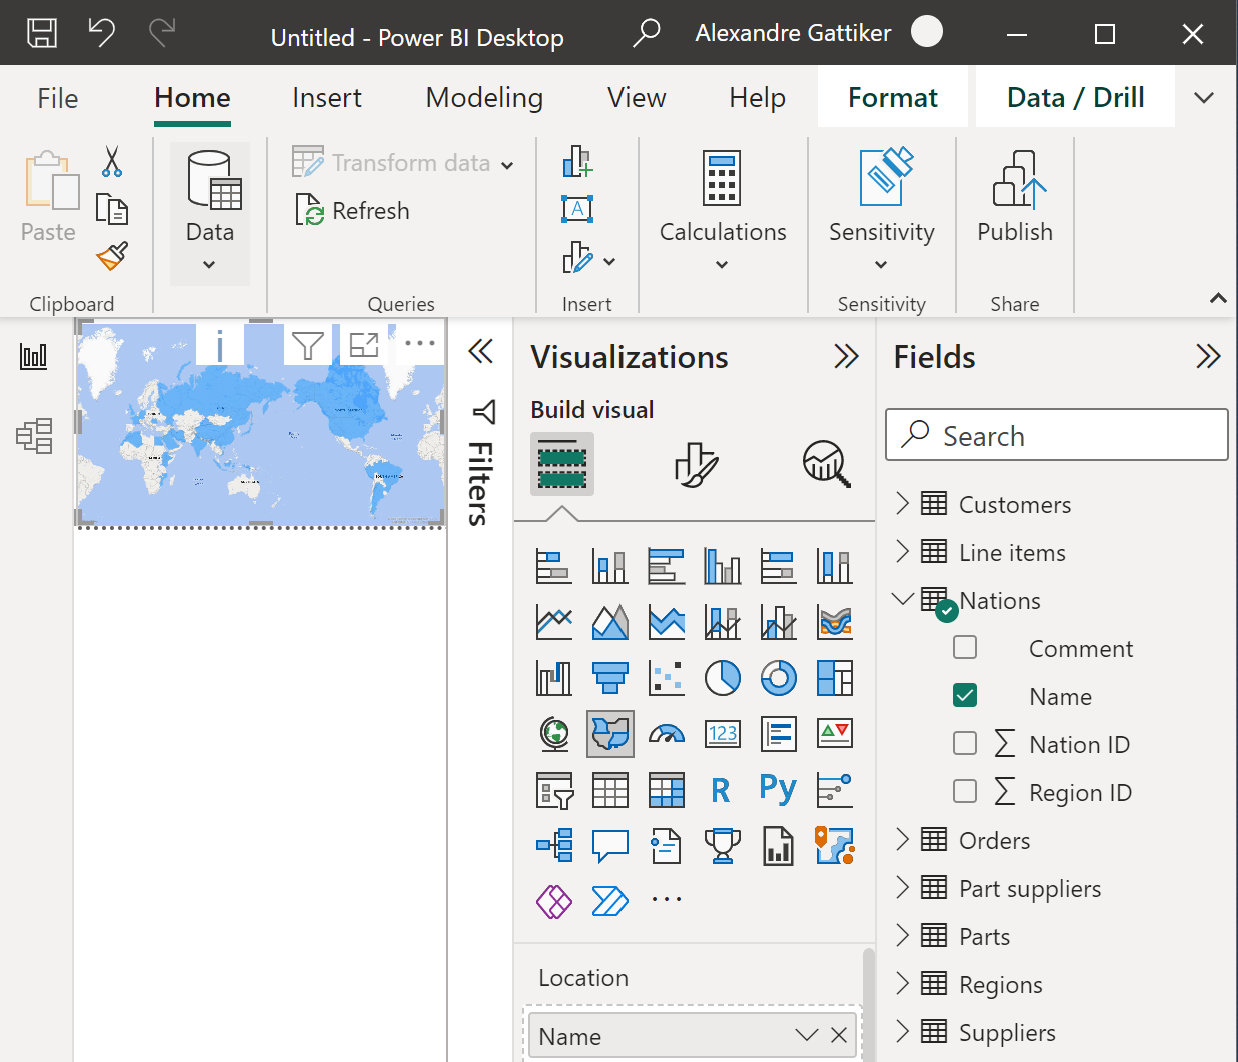 Untitled - Power BI Desktop
Alexandre Gattiker
File
Home
Insert
Modeling
View
Help
Format
Data / Drill
Paste
Data
Transform data
Refresh
A
Calculations
Sensitivity
Publish
Clipboard
Queries
Insert
Sensitivity
Share
i
Filters
Visualizations
Build visual
123
R
Py
Location
Name
Fields
Search
Customers
Line items
Nations
Comment
Name
Nation ID
Region ID
Orders
Part suppliers
Parts
Regions
Suppliers